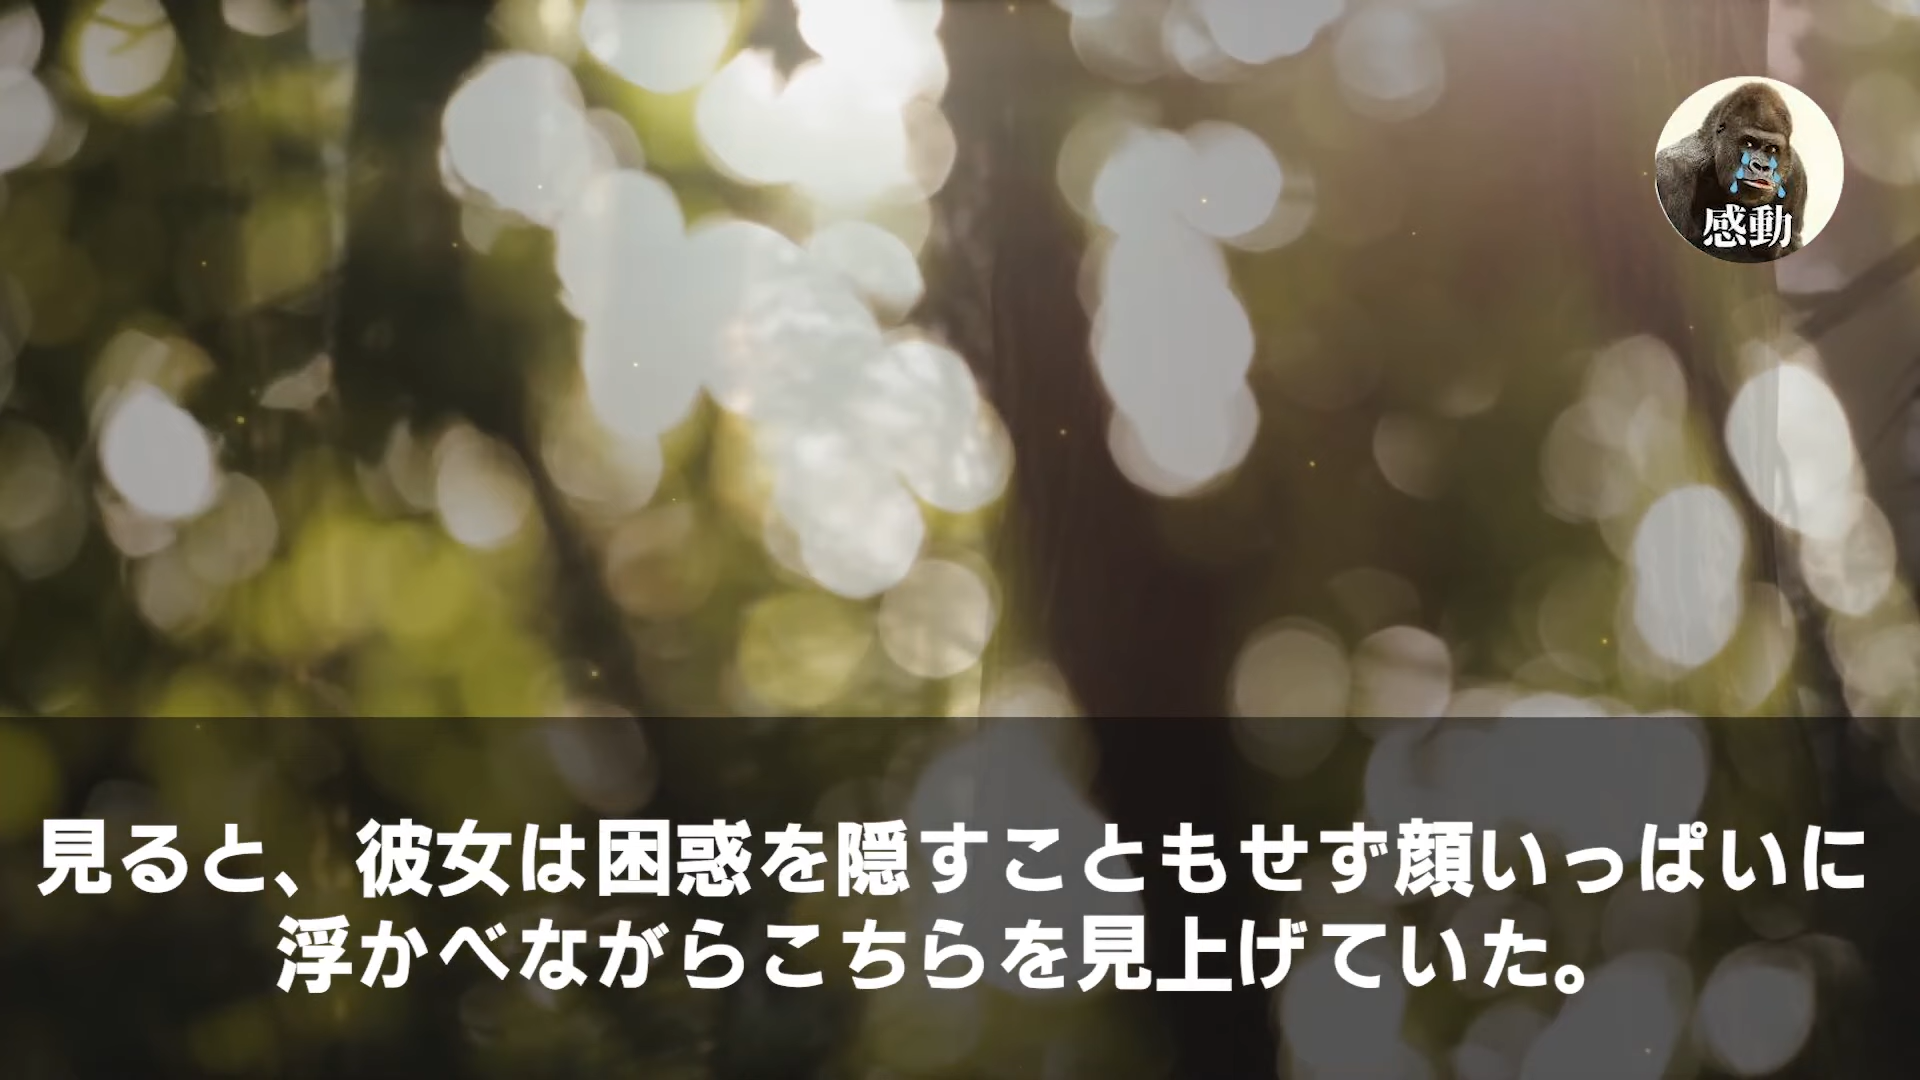 感動
見ると、彼女は困惑を隠すこともせず顔いっぱいに
浮かべながらこちらを見上げていた。